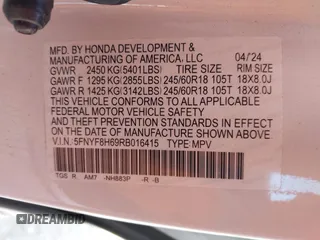 MFD. BY HONDA DEVELOPMENT &
MANUFACTURING OF AMERICA, LLC 04/24
GVWR 2450 KG(5401LBS) TIRE SIZE RIM SIZE
GAWR F 1295 KG(2855LBS) 245/60R18 105T 18X8.0J
GAWR R 1425 KG(3142LBS) 245/60R18 105T 18X8.0J
THIS VEHICLE CONFORMS TO ALL APPLICABLE
FEDERAL MOTOR VEHICLE SAFETY, BUMPER,
AND THEFT PREVENTION STANDARDS IN EFFECT
ON THE DATE OF MANUFACTURE SHOWN ABOVE.
V.I.N. 5FNYF8H69RB016415 TYPE: MPV
TGS R AM7 -NH883P -R -B
DREAMBID